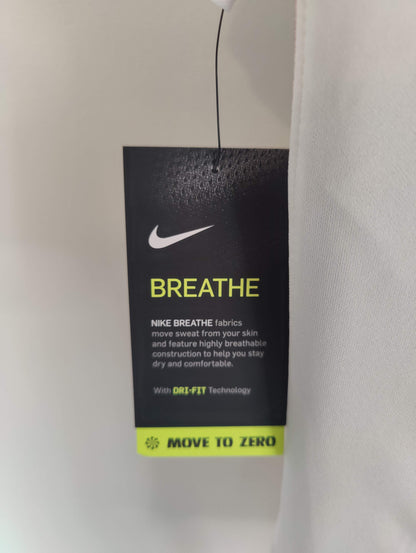 BREATHE
NIKE BREATHE fabrics
move sweat from your skin
and feature highly breathable
construction to help you stay
dry and comfortable.
With DRI-FIT Technology
MOVE TO ZERO